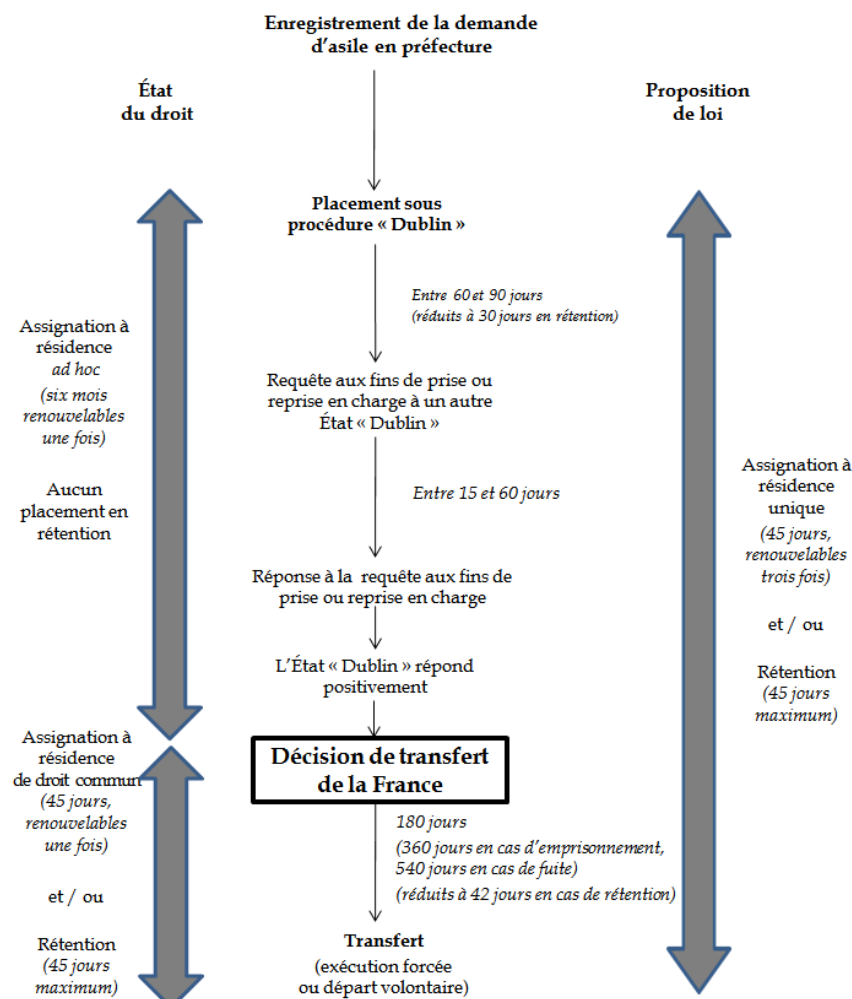 Enregistrement de la demande
d'asile en préfecture
État
du droit
Proposition
de loi
Placement sous
procédure « Dublin »
Entre 60 et 90 jours
(réduits à 30 jours en rétention)
Assignation à
résidence
ad hoc
(six mois
renouvelables
une fois)
Aucun
placement en
rétention
Requête aux fins de prise ou
reprise en charge à un autre
État « Dublin »
Entre 15 et 60 jours
Assignation à
résidence
unique
(45 jours,
renouvelables
trois fois)
et / ou
Rétention
(45 jours
maximum)
Réponse à la requête aux fins de
prise ou reprise en charge
L'État « Dublin » répond
positivement
Décision de transfert
de la France
Assignation à
résidence
de droit commun
(45 jours,
renouvelables
une fois)
et / ou
Rétention
(45 jours
maximum)
180 jours
(360 jours en cas d'emprisonnement,
540 jours en cas de fuite)
(réduits à 42 jours en cas de rétention)
Transfert
(exécution forcée
ou départ volontaire)